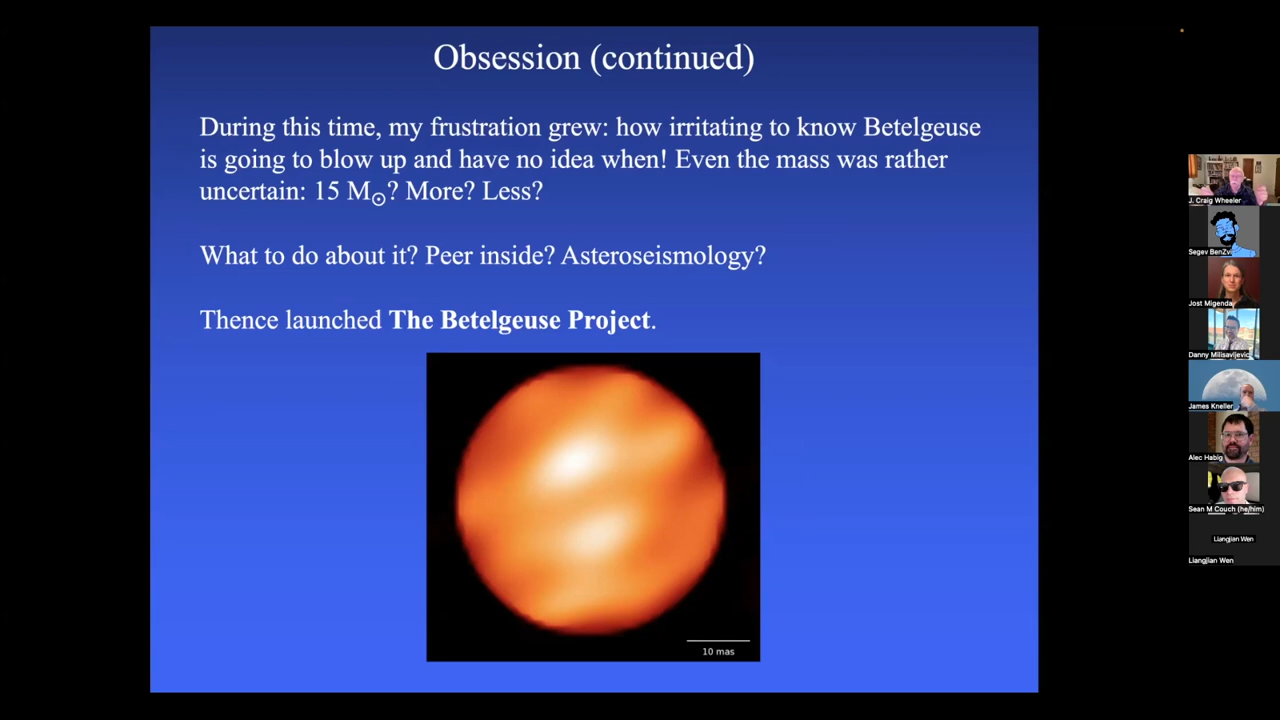 Obsession (continued)
During this time, my frustration grew: how irritating to know Betelgeuse
is going to blow up and have no idea when! Even the mass was rather
uncertain: 15 M☉? More? Less?
What to do about it? Peer inside? Asteroseismology?
Thence launched The Betelgeuse Project.
10 mas
J. Craig Wheeler
Segev BenZvi
Jost Migenda
Danny Milisavljevic
James Kneller
Alec Habig
Sean M Couch (he/him)
Liangjian Wen
Liangjian Wen